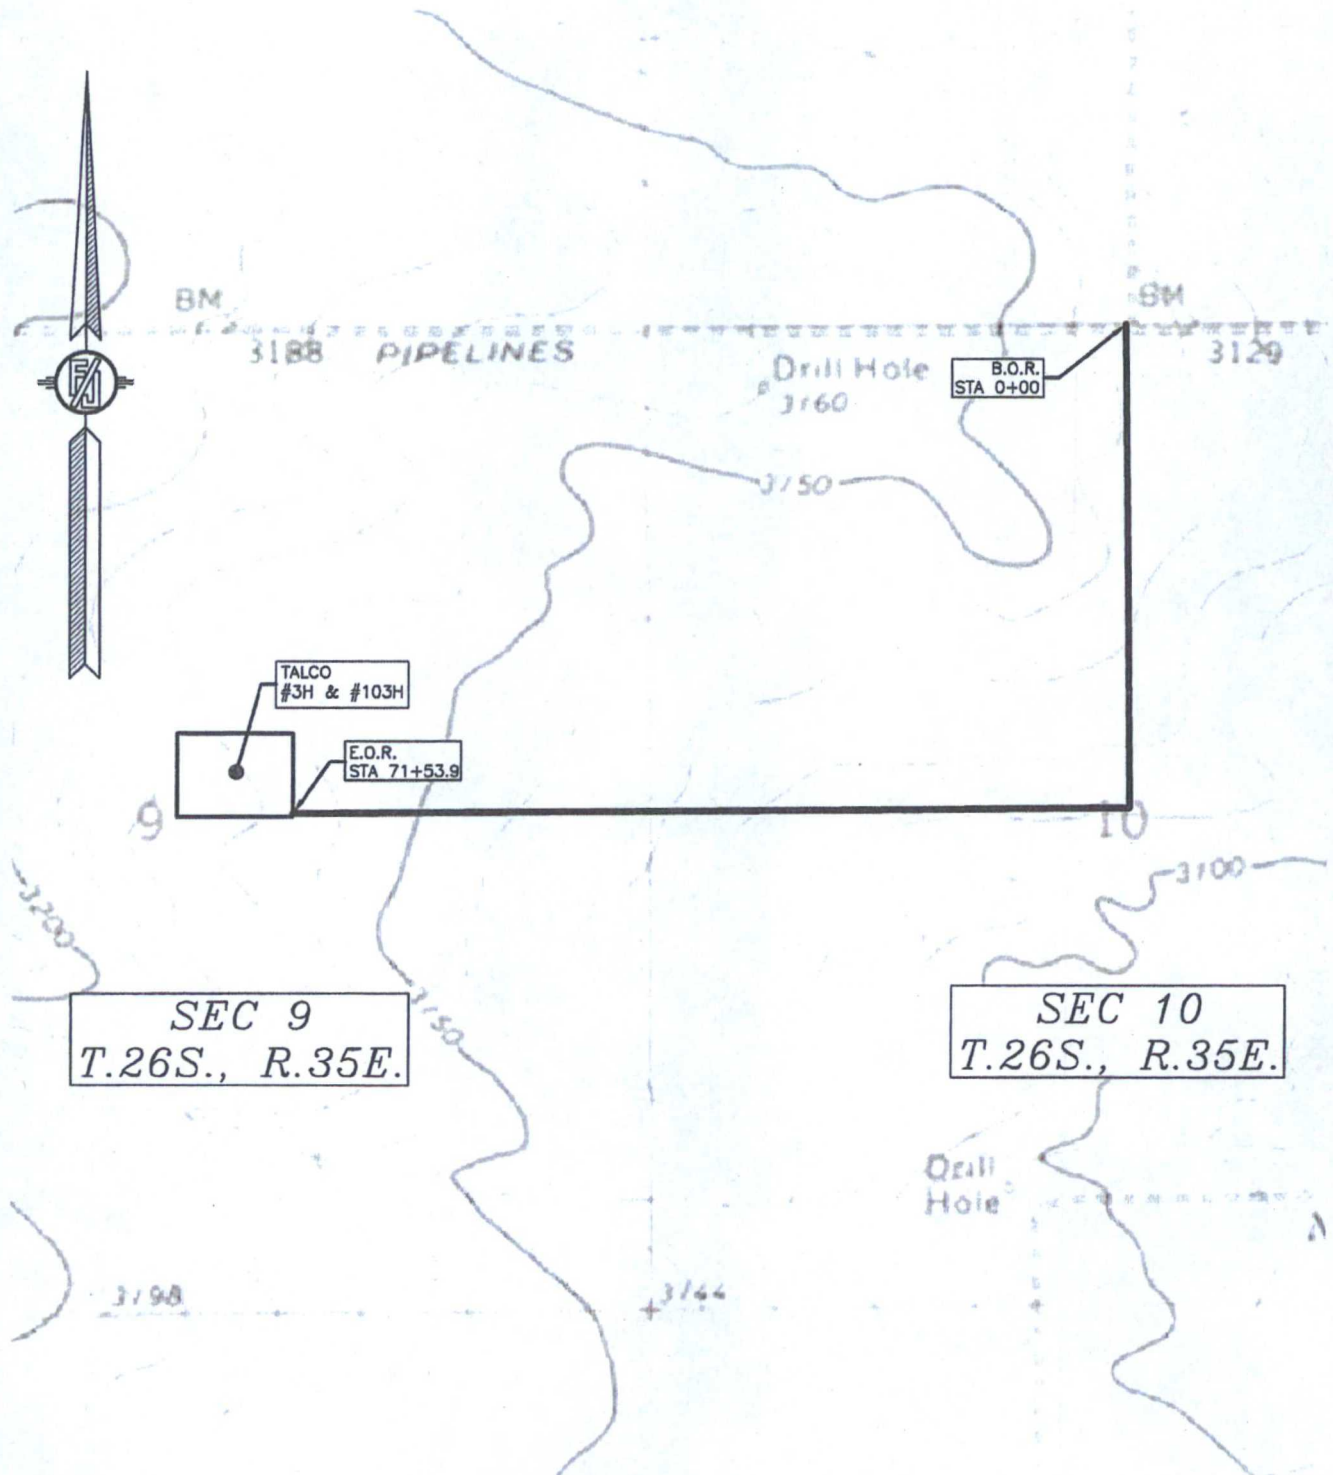 BM
BM
3188 PIPELINES
3129
Drill Hole
3160
B.O.R.
STA 0+00
3150
TALCO
#3H & #103H
E.O.R.
STA 71+53.9
9
10
3100
3200
SEC 9
T.26S., R.35E.
3150
SEC 10
T.26S., R.35E.
Drill
Hole
3198
3144